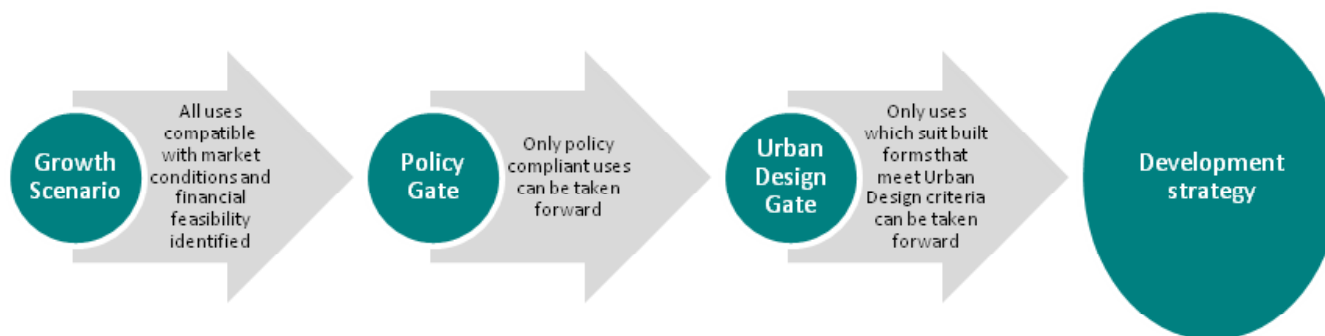 Growth
Scenario
All uses
compatible
with market
conditions and
financial
feasibility
identified
Policy
Gate
Only policy
compliant uses
can be taken
forward
Urban
Design
Gate
Only uses
which suit built
forms that
meet Urban
Design criteria
can be taken
forward
Development
strategy